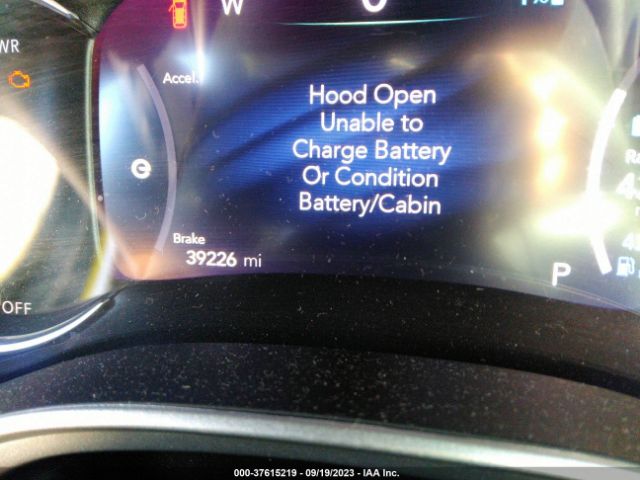 W
WR
Accel.
Hood Open
Unable to
Charge Battery
Or Condition
Battery/Cabin
Brake
39226 mi
P
OFF
000-37615219 - 09/19/2023 - IAA Inc.